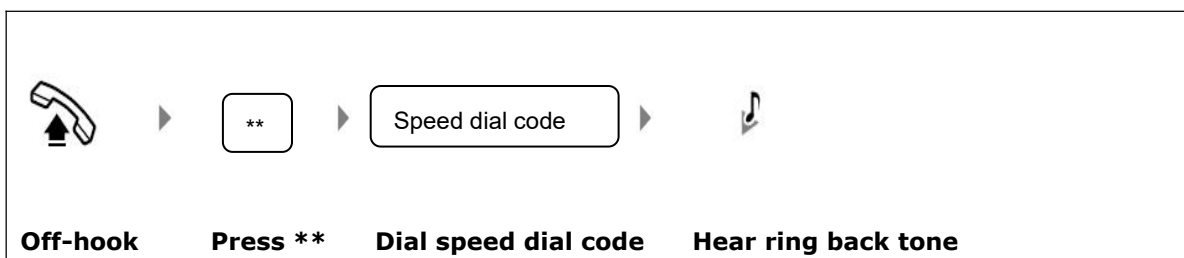 ** Speed dial code
Off-hook Press ** Dial speed dial code Hear ring back tone